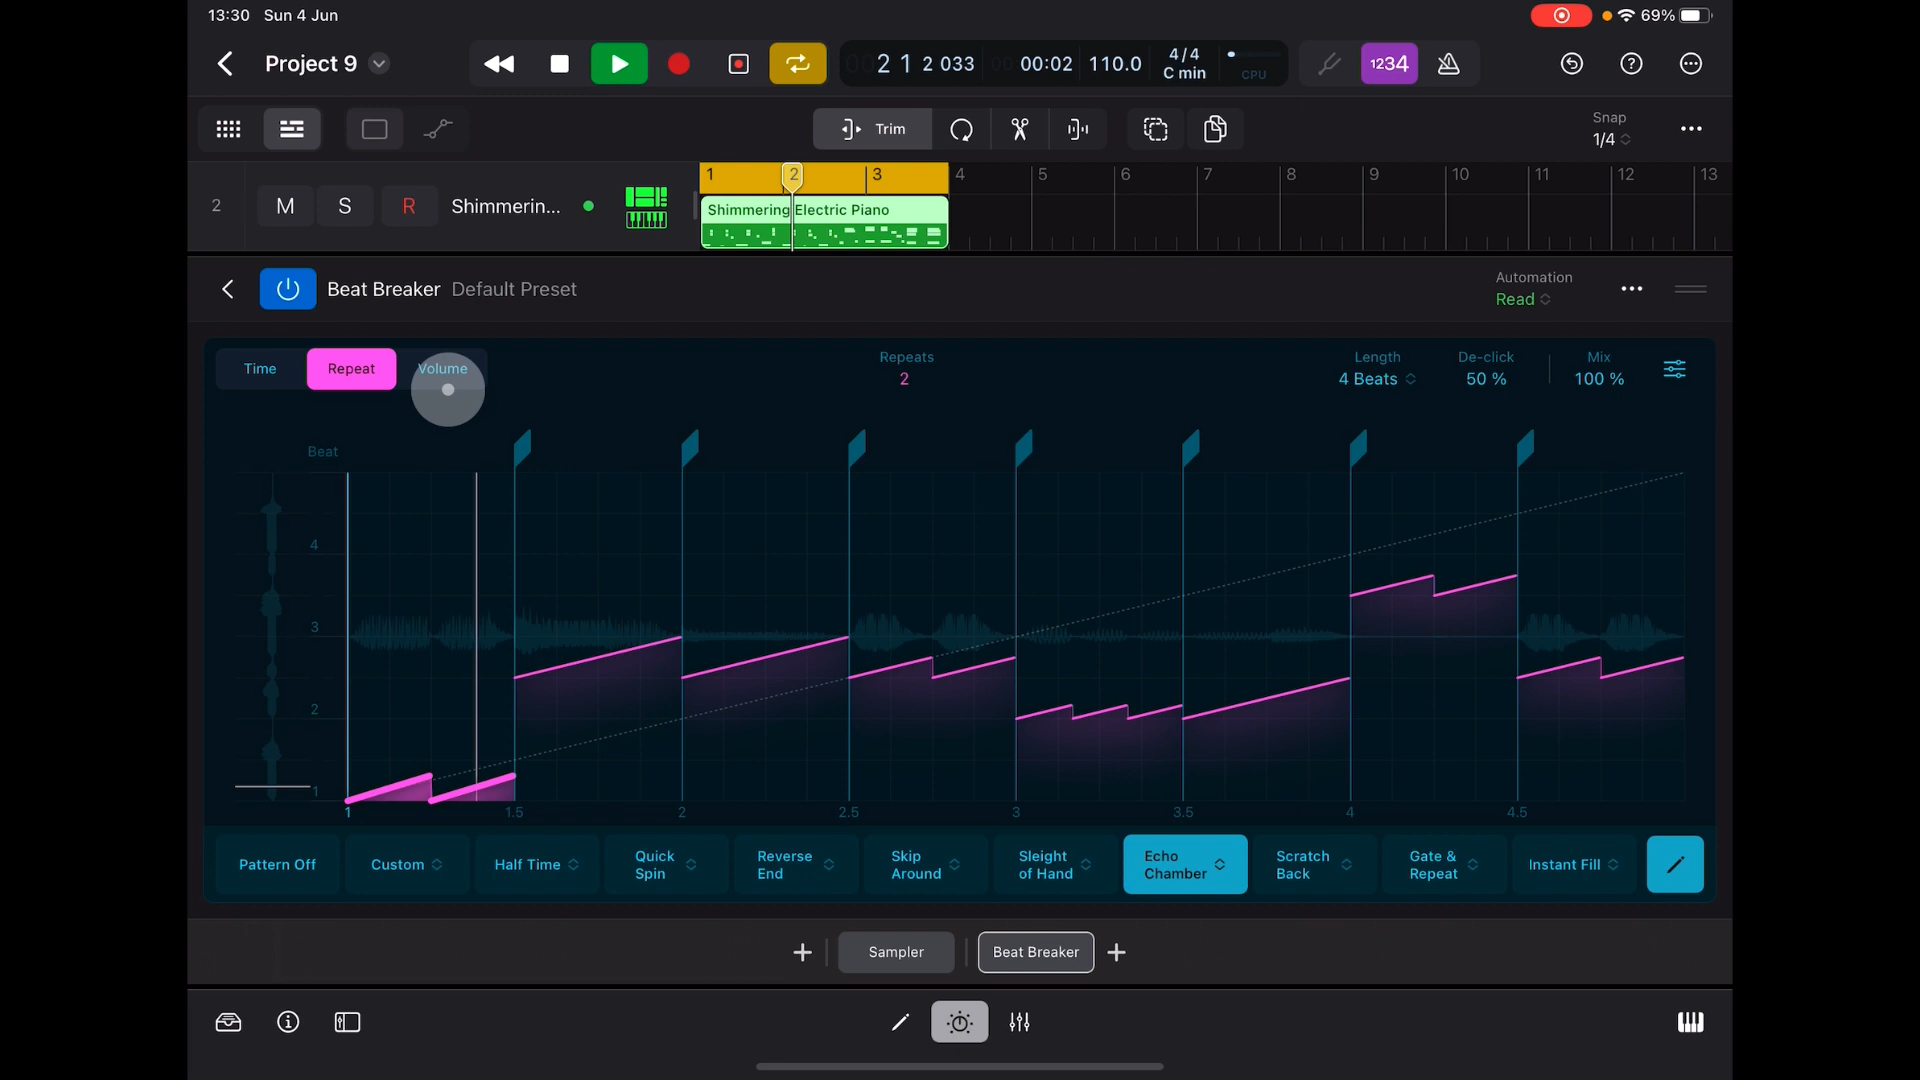 13:30 Sun 4 Jun
69%
Project 9
2 1 2 033
00:02
110.0
4/4
C min
CPU
1234
Trim
Snap
1/4
1 2 3 4 5 6 7 8 9 10 11 12 13
2 M S R Shimmerin...
Shimmering Electric Piano
Beat Breaker Default Preset
Automation
Read
Time Repeat Volume
Repeats
2
Length
4 Beats
De-click
50 %
Mix
100 %
Beat
4
3
2
1
1 1.5 2 2.5 3 3.5 4 4.5
Pattern Off
Custom
Half Time
Quick
Spin
Reverse
End
Skip
Around
Sleight
of Hand
Echo
Chamber
Scratch
Back
Gate &
Repeat
Instant Fill
+ Sampler Beat Breaker +